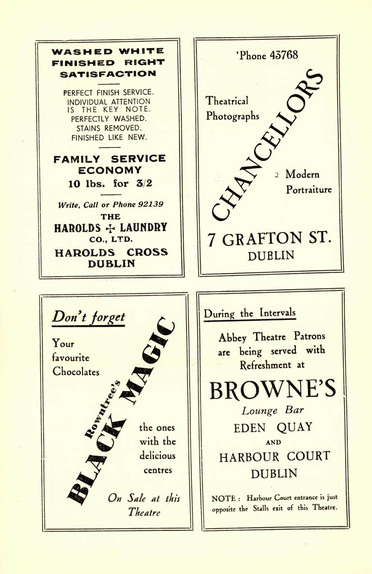 WASHED WHITE
FINISHED RIGHT
SATISFACTION
PERFECT FINISH SERVICE.
INDIVIDUAL ATTENTION
IS THE KEY NOTE.
PERFECTLY WASHED.
STAINS REMOVED.
FINISHED LIKE NEW.
FAMILY SERVICE
ECONOMY
10 lbs. for 3/2
Write, Call or Phone 92139
THE
HAROLDS ✣ LAUNDRY
CO., LTD.
HAROLDS CROSS
DUBLIN
'Phone 43768
Theatrical
Photographs
CHANCELLORS
Modern
Portraiture
7 GRAFTON ST.
DUBLIN
Don't forget
Your
favourite
Chocolates
Rowntree's
BLACK MAGIC
the ones
with the
delicious
centres
On Sale at this
Theatre
During the Intervals
Abbey Theatre Patrons
are being served with
Refreshment at
BROWNE'S
Lounge Bar
EDEN QUAY
AND
HARBOUR COURT
DUBLIN
NOTE : Harbour Court entrance is just
opposite the Stalls exit of this Theatre.